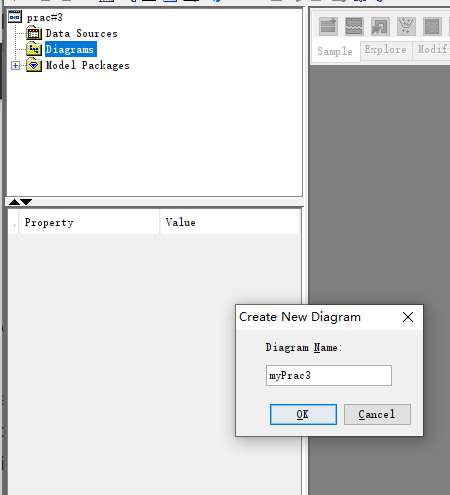 prac#3
Data Sources
Diagrams
Model Packages
Sample Explore
Property Value
Create New Diagram
Diagram Name:
myPrac3
OK Cancel